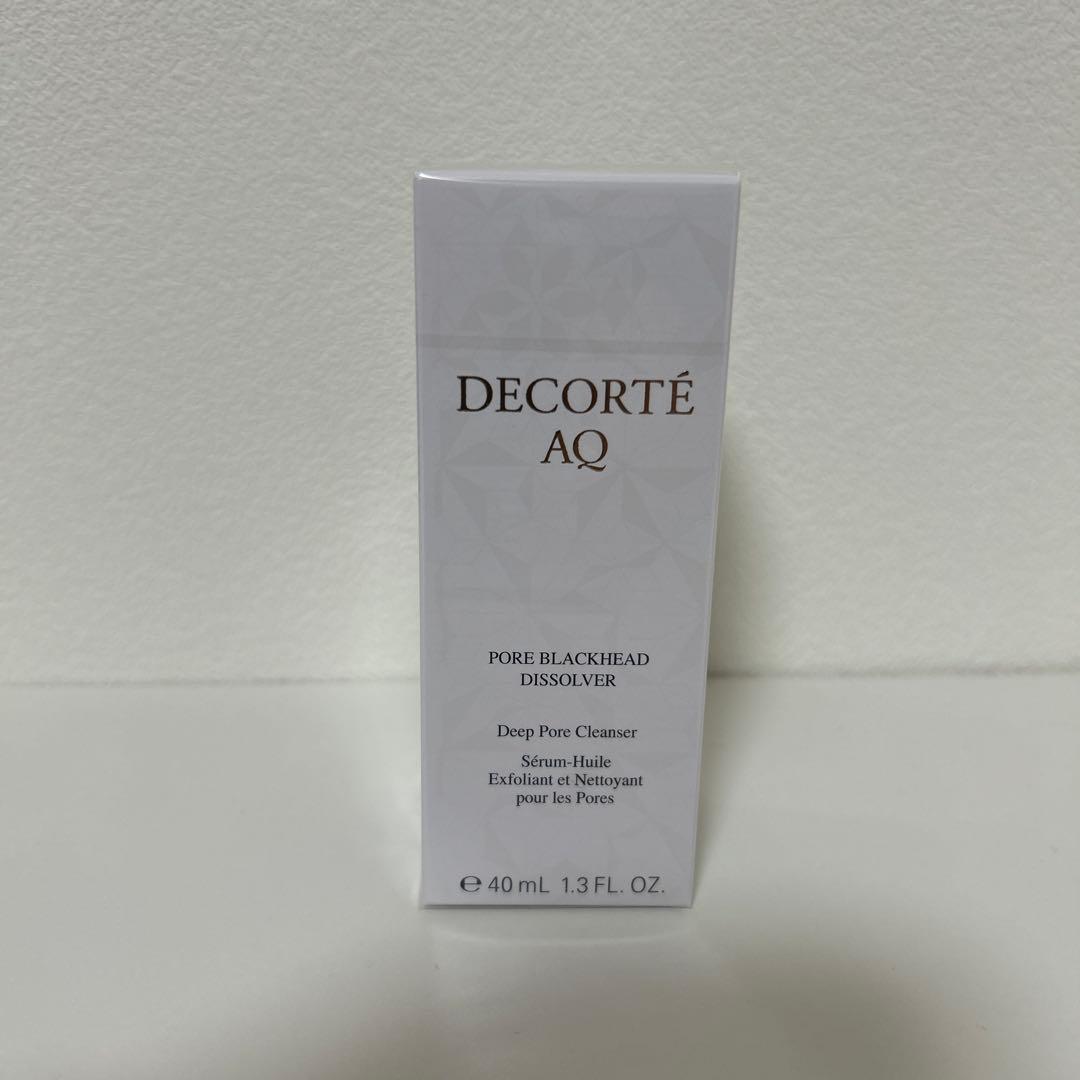 DECORTÉ
AQ
PORE BLACKHEAD
DISSOLVER
Deep Pore Cleanser
Sérum-Huile
Exfoliant et Nettoyant
pour les Pores
℮ 40 mL 1.3 FL. OZ.